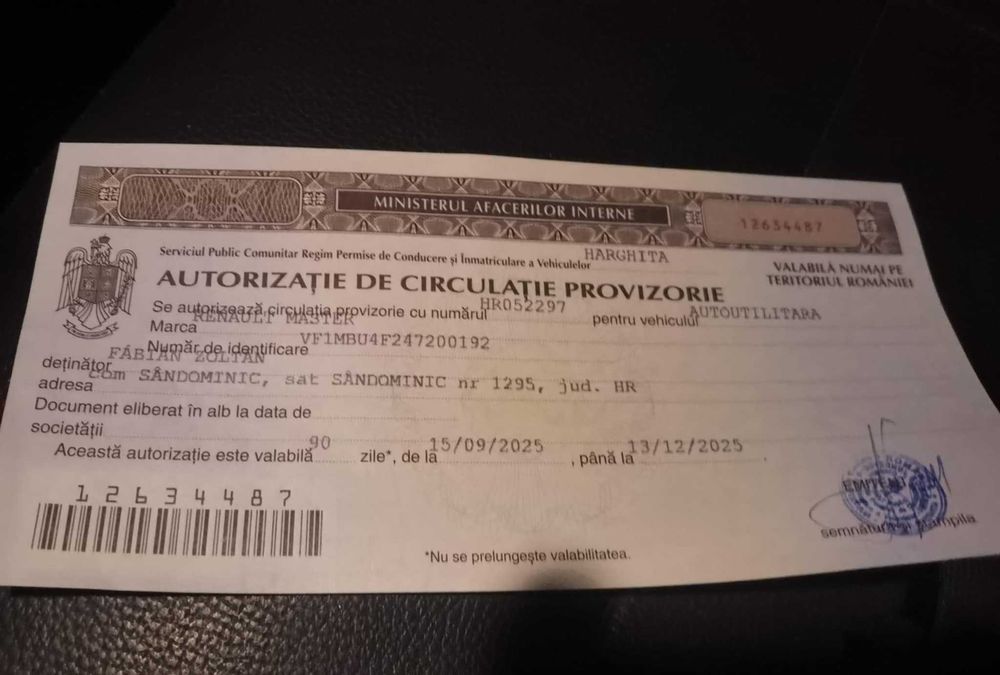 MINISTERUL AFACERILOR INTERNE
12634487
Serviciul Public Comunitar Regim Permise de Conducere și Înmatriculare a Vehiculelor HARGHITA
AUTORIZAȚIE DE CIRCULAȚIE PROVIZORIE
VALABILĂ NUMAI PE
TERITORIUL ROMÂNIEI
Se autorizează circulația provizorie cu numărul HR052297 pentru vehiculul AUTOUTILITARA
Marca RENAULT MASTER
Număr de identificare VF1MBU4F247200192
deținător FÁBIÁN ZOLTÁN
adresa com SÂNDOMINIC, sat SÂNDOMINIC nr 1295, jud. HR
Document eliberat în alb la data de
societății
Această autorizație este valabilă 90 zile*, de la 15/09/2025, până la 13/12/2025.
12634487
EMITENT
semnătura și ștampila
*Nu se prelungește valabilitatea.